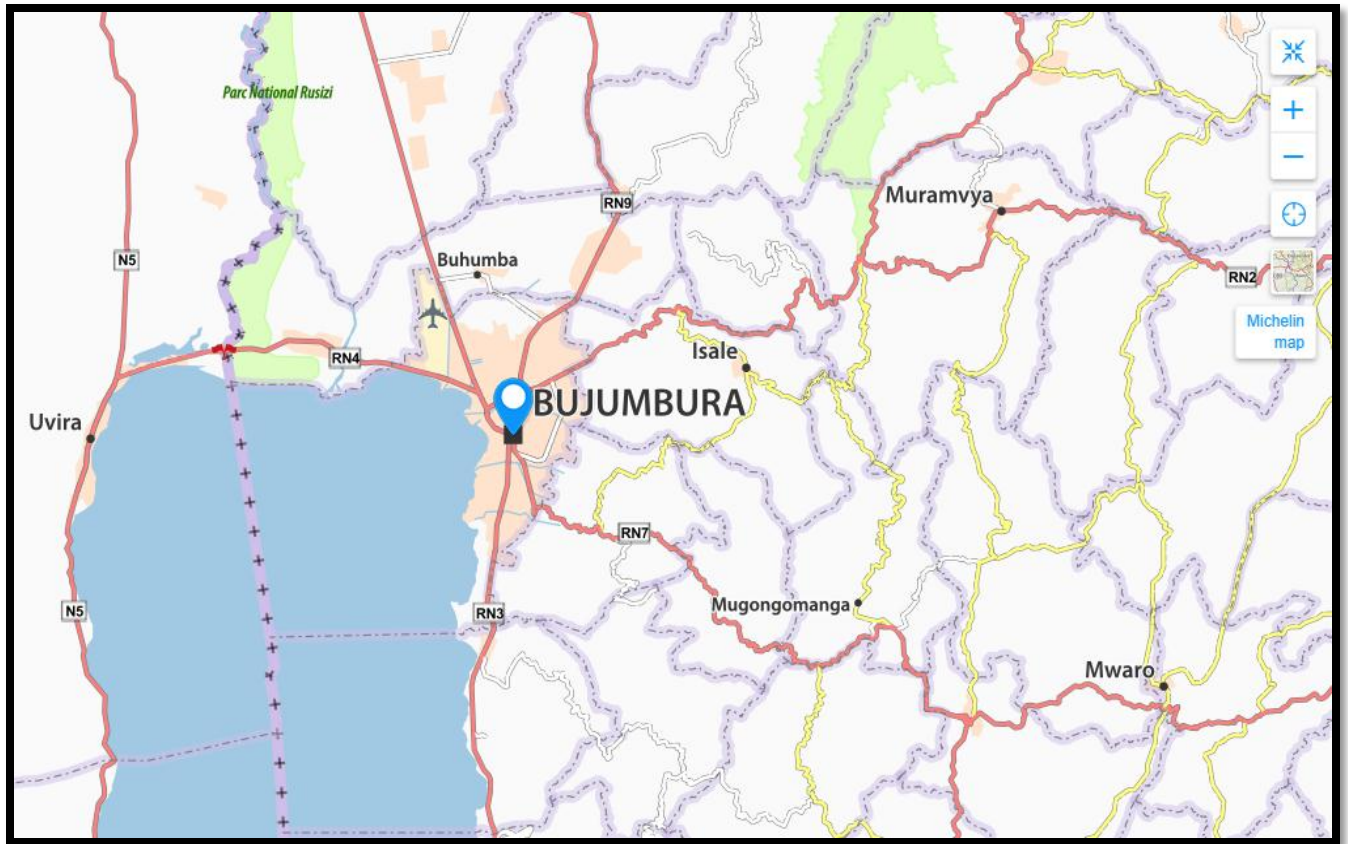 Parc National Rusizi
Muramvya
RN9
N5
Buhumba
RN2
Michelin
map
RN4
Isale
BUJUMBURA
Uvira
RN7
N5
RN3
Mugongomanga
Mwaro